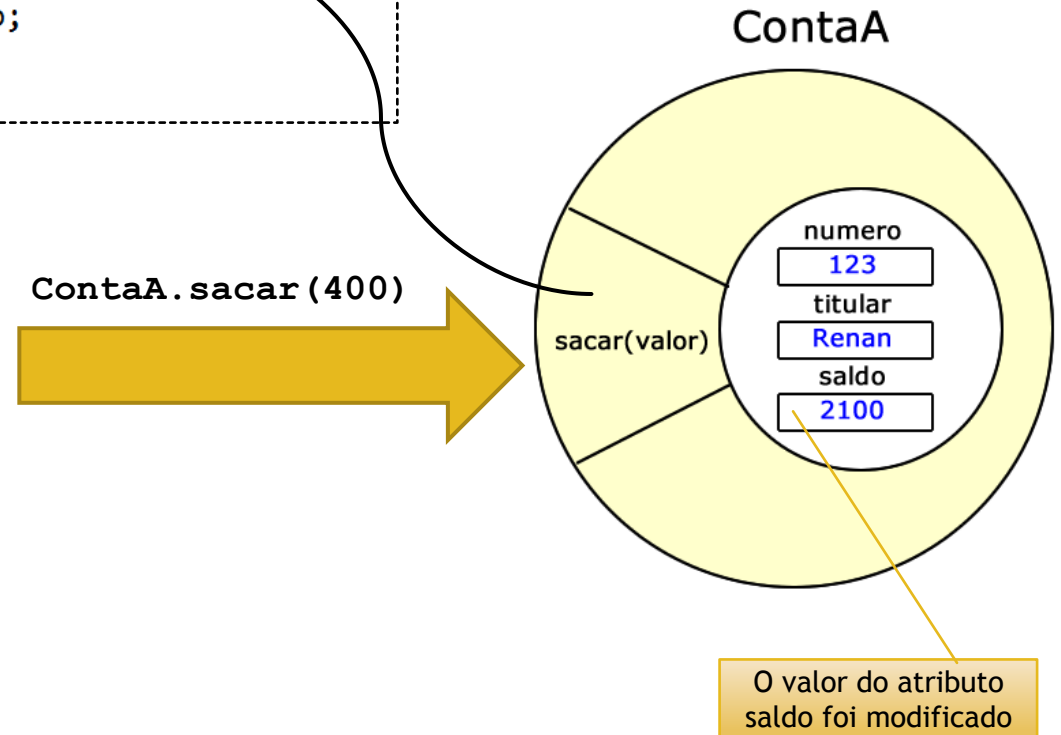 ;
ContaA
numero
123
ContaA.sacar(400)
titular
sacar(valor)
Renan
saldo
2100
O valor do atributo
saldo foi modificado